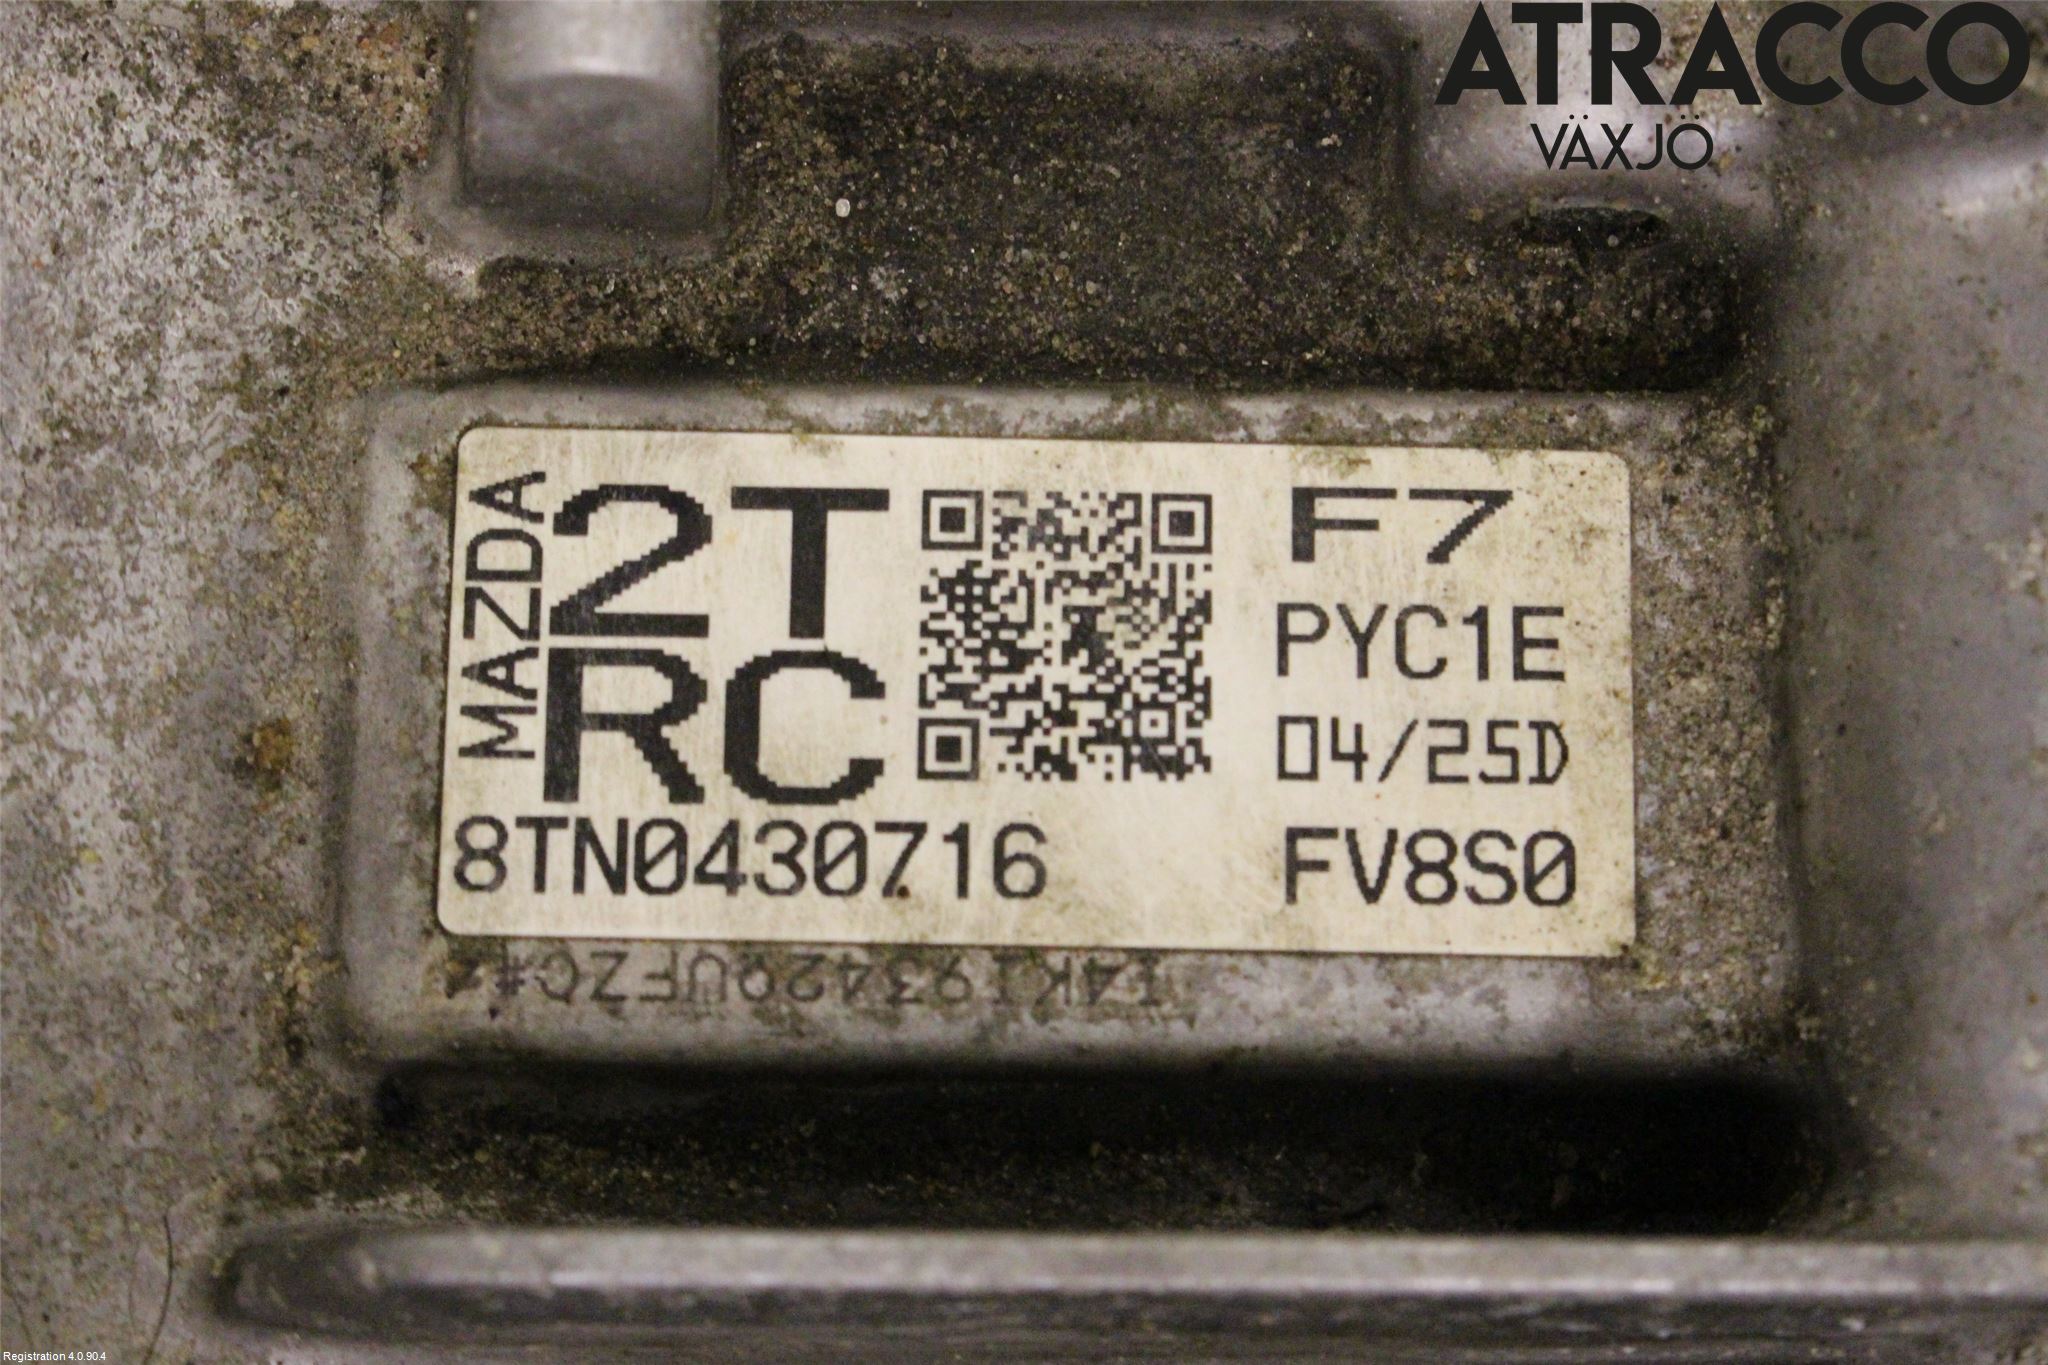 ATRACCO
VÄXJÖ
MAZDA
2T
RC
F7
PYC1E
04/25D
8TN0430716
FV8S0
Registration 4.0.90.4